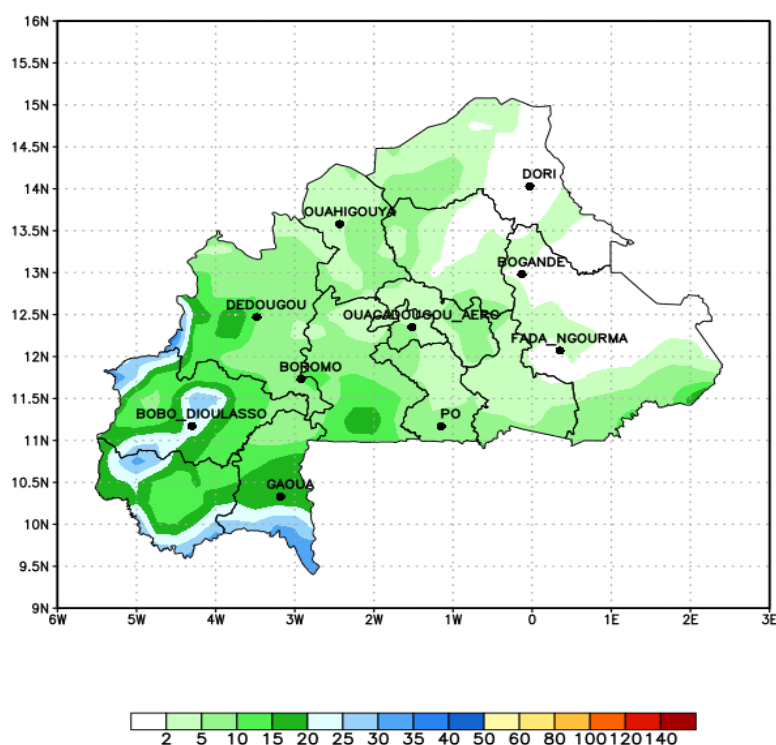 16N
15.5N
15N
14.5N
DORI
14N
OUAHIGOUYA
13.5N
BOGANDE
13N
DEDOUGOU
12.5N
OUAGADOUGOU_AERO
FADA_NGOURMA
12N
BOROMO
11.5N
BOBO_DIOULASSO
PO
11N
10.5N
GAOUA
10N
9.5N
9N
6W 5W 4W 3W 2W 1W 0 1E 2E 3E
2 5 10 15 20 25 30 35 40 50 60 80 100 120 140